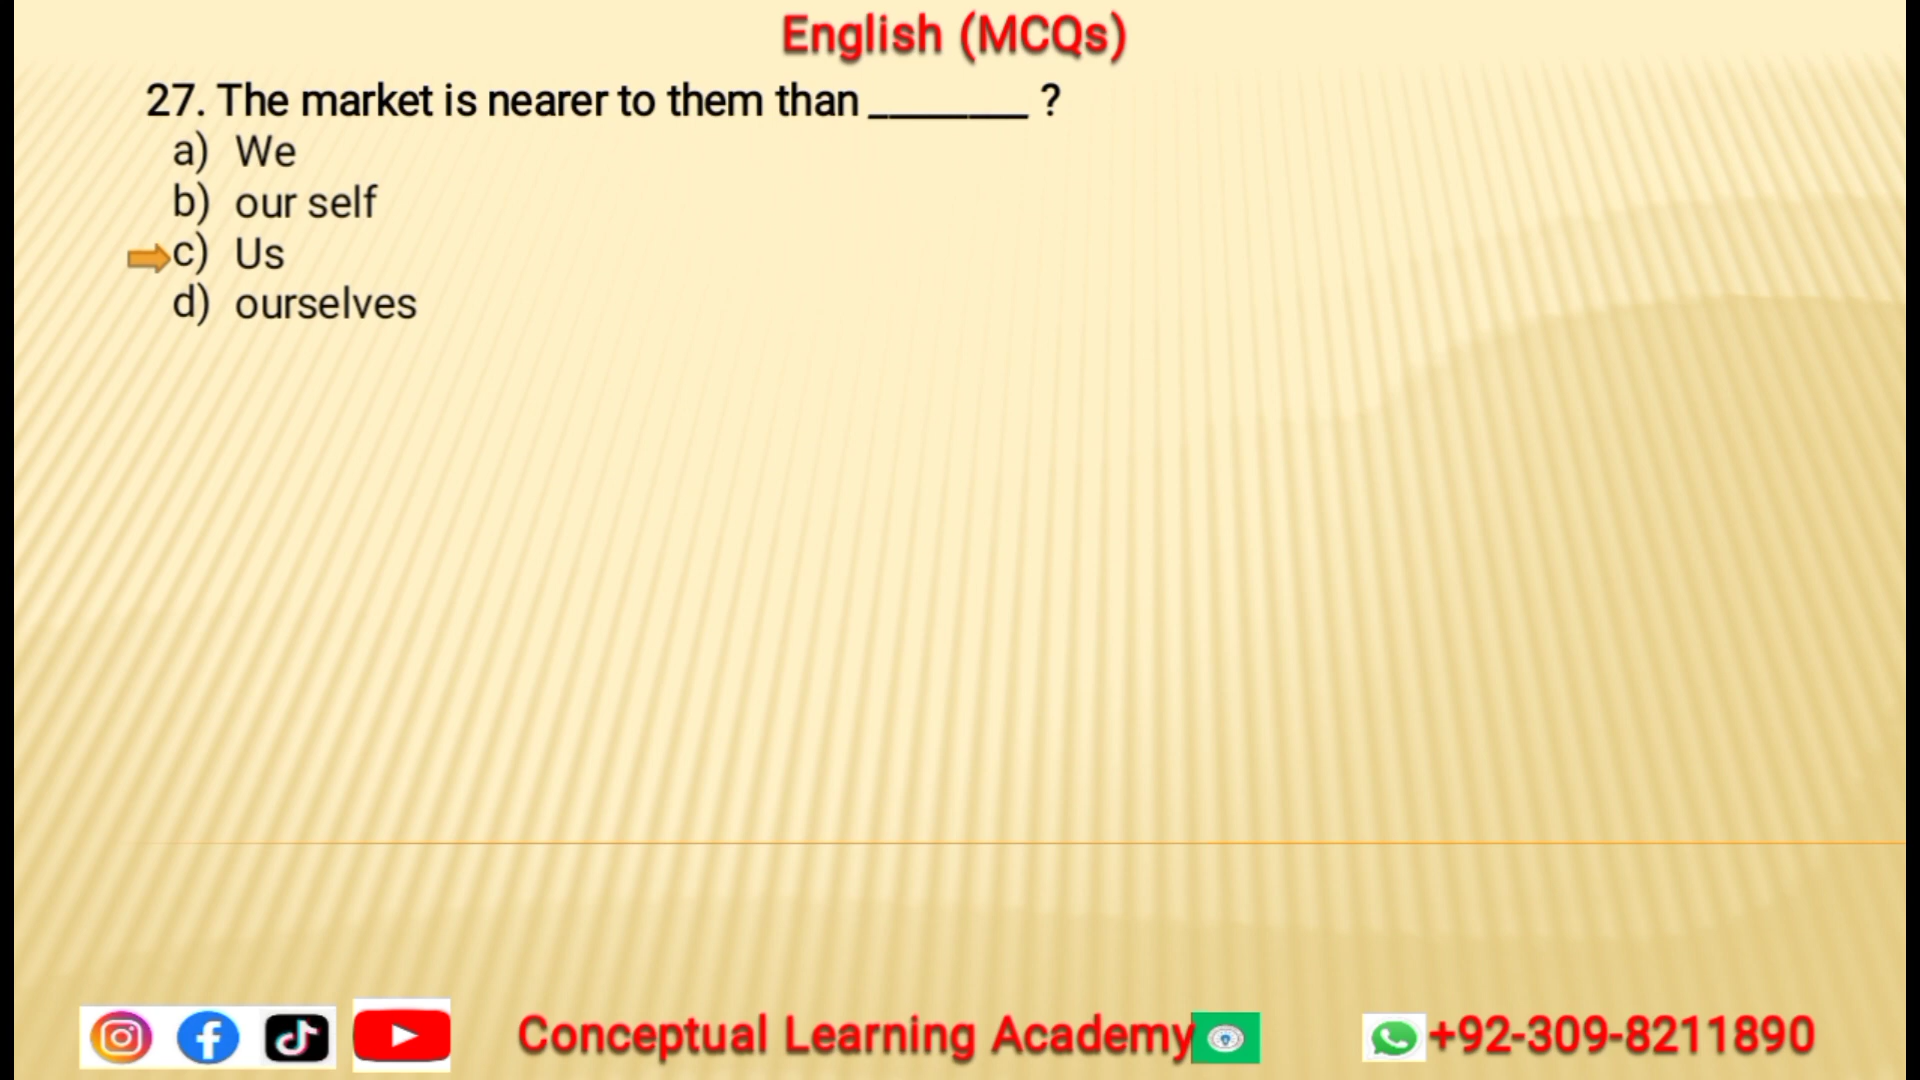 English (MCQs)
27. The market is nearer to them than ________ ?
a) We
b) our self
c) Us
d) ourselves
Conceptual Learning Academy +92-309-8211890